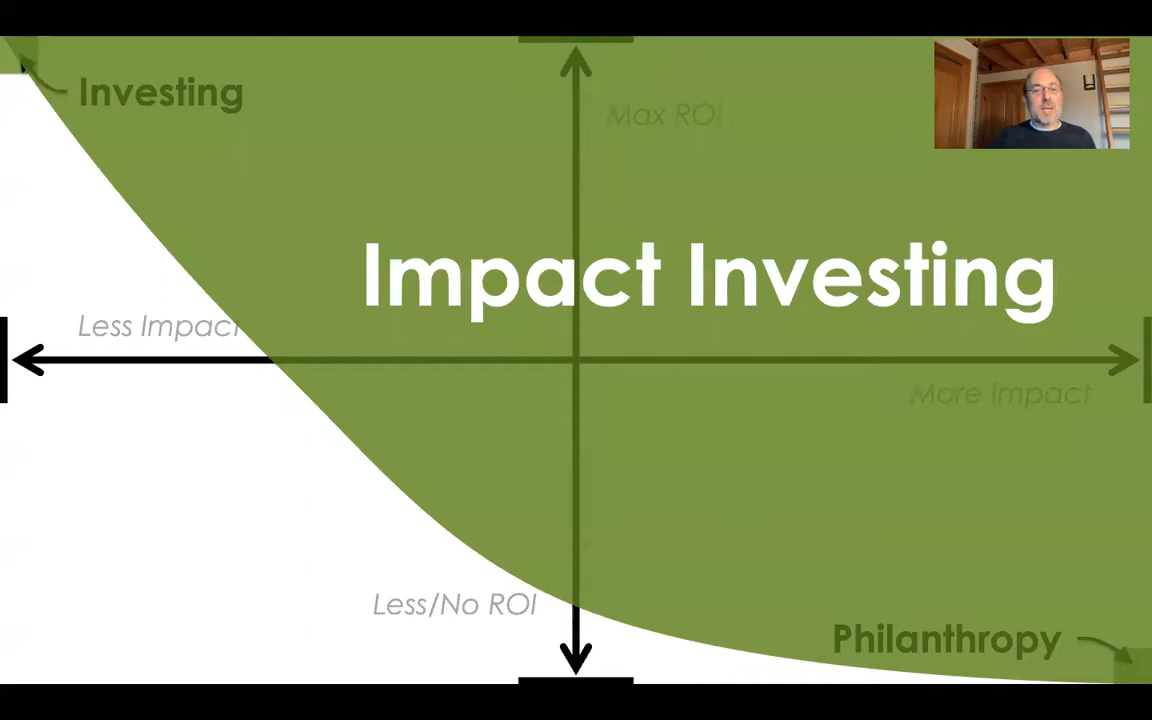 Investing
Max ROI
Impact Investing
Less Impact
More Impact
Less/No ROI
Philanthropy